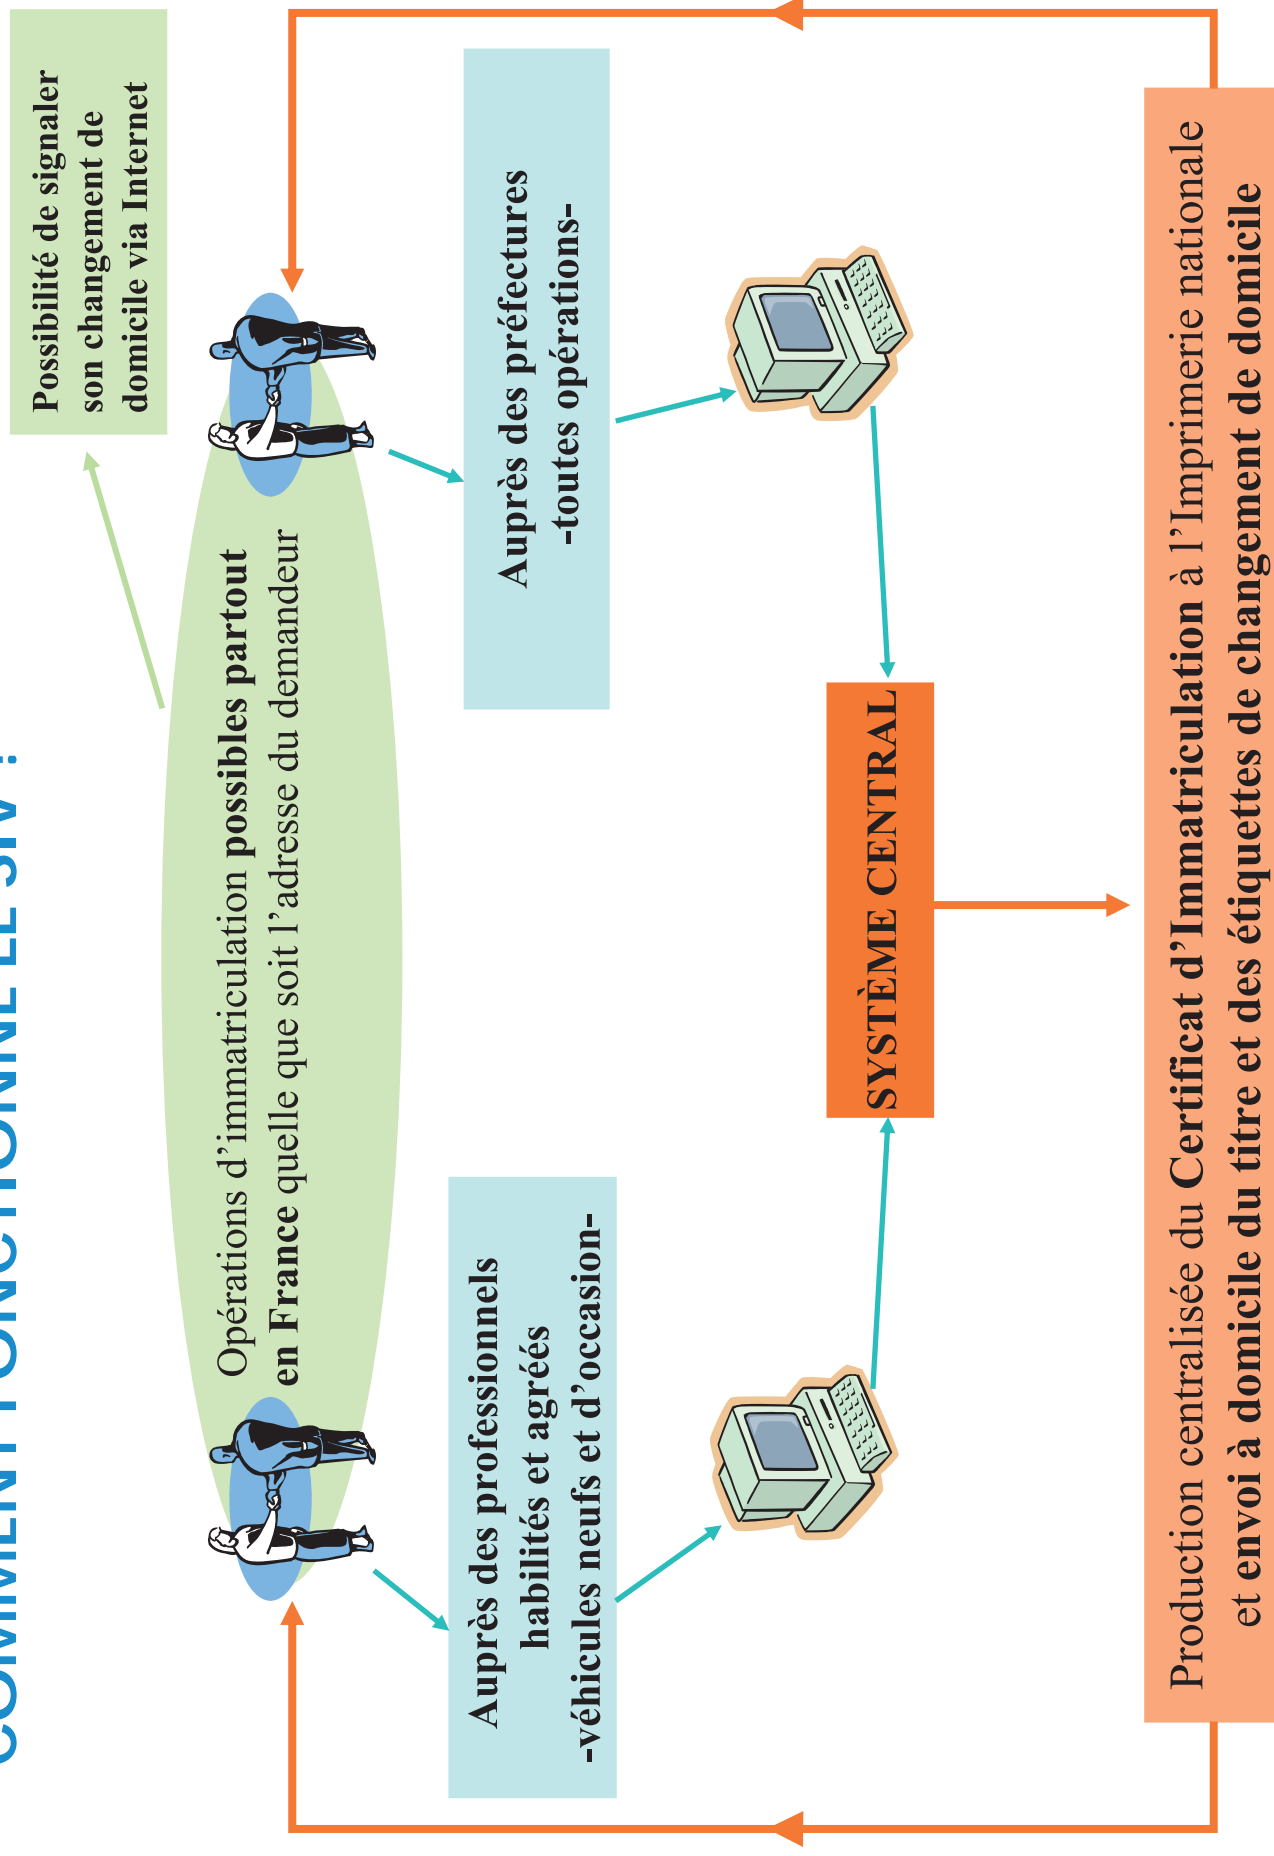 COMMENT FONCTIONNE LE SIV ?
Possibilité de signaler
son changement de
domicile via Internet
Opérations d'immatriculation possibles partout
en France quelle que soit l'adresse du demandeur
Auprès des professionnels
habilités et agréés
-véhicules neufs et d'occasion-
Auprès des préfectures
-toutes opérations-
SYSTÈME CENTRAL
Production centralisée du Certificat d'Immatriculation à l'Imprimerie nationale
et envoi à domicile du titre et des étiquettes de changement de domicile